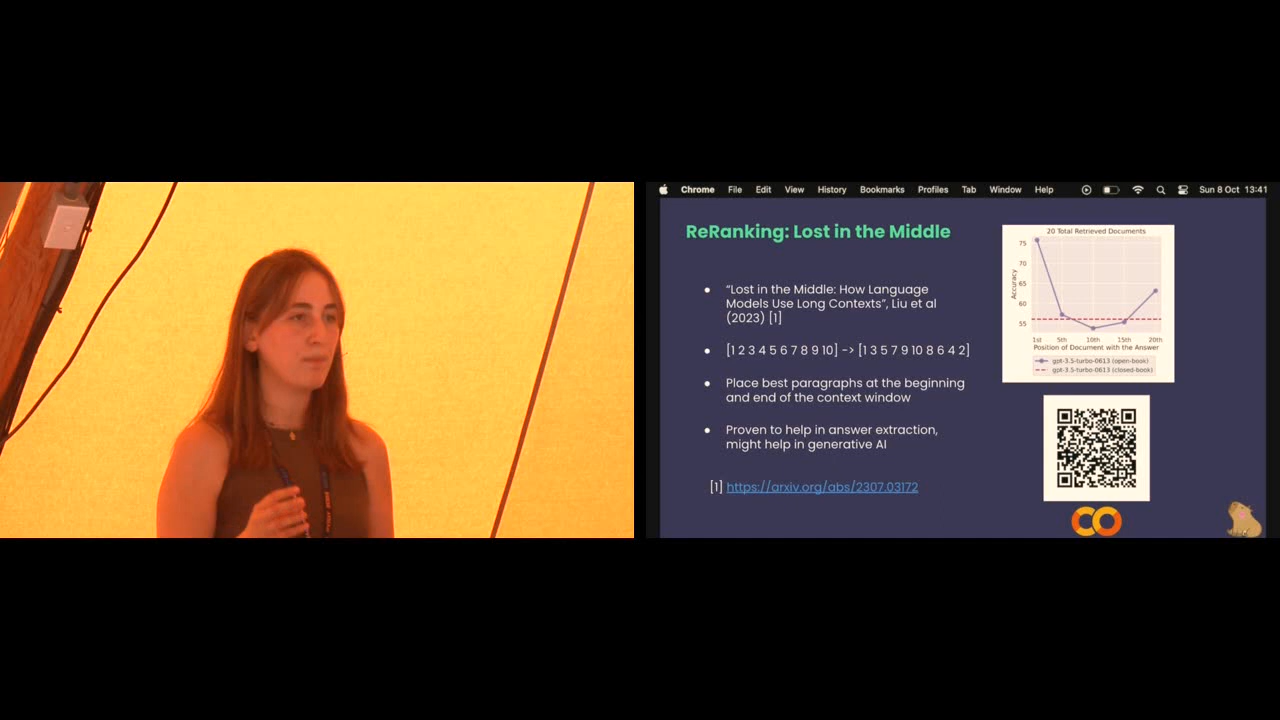 Chrome File Edit View History Bookmarks Profiles Tab Window Help Sun 8 Oct 13:41
ReRanking: Lost in the Middle
“Lost in the Middle: How Language
Models Use Long Contexts”, Liu et al
(2023) [1]
[1 2 3 4 5 6 7 8 9 10] -> [1 3 5 7 9 10 8 6 4 2]
Place best paragraphs at the beginning
and end of the context window
Proven to help in answer extraction,
might help in generative AI
[1] https://arxiv.org/abs/2307.03172
20 Total Retrieved Documents
Accuracy
75
70
65
60
55
1st 5th 10th 15th 20th
Position of Document with the Answer
gpt-3.5-turbo-0613 (open-book)
gpt-3.5-turbo-0613 (closed-book)